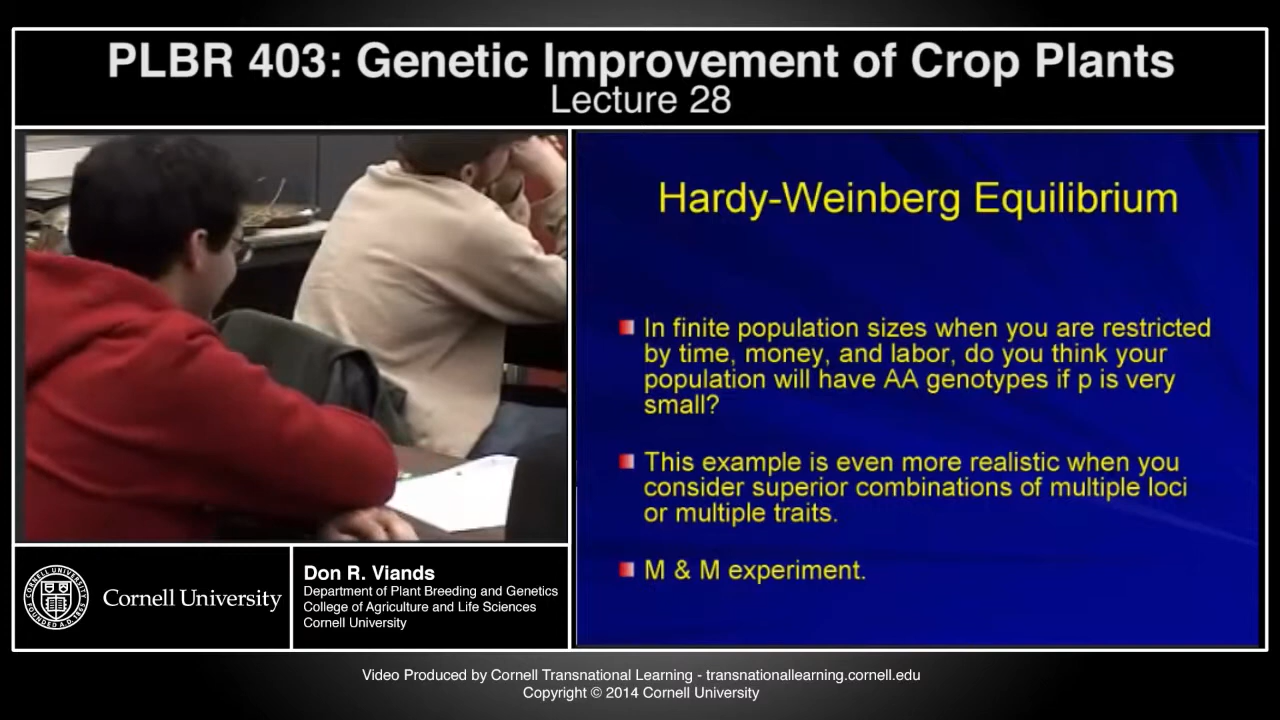 PLBR 403: Genetic Improvement of Crop Plants
Lecture 28
Hardy-Weinberg Equilibrium
In finite population sizes when you are restricted
by time, money, and labor, do you think your
population will have AA genotypes if p is very
small?
This example is even more realistic when you
consider superior combinations of multiple loci
or multiple traits.
M & M experiment.
Cornell University
Don R. Viands
Department of Plant Breeding and Genetics
College of Agriculture and Life Sciences
Cornell University
Video Produced by Cornell Transnational Learning - transnationallearning.cornell.edu
Copyright © 2014 Cornell University